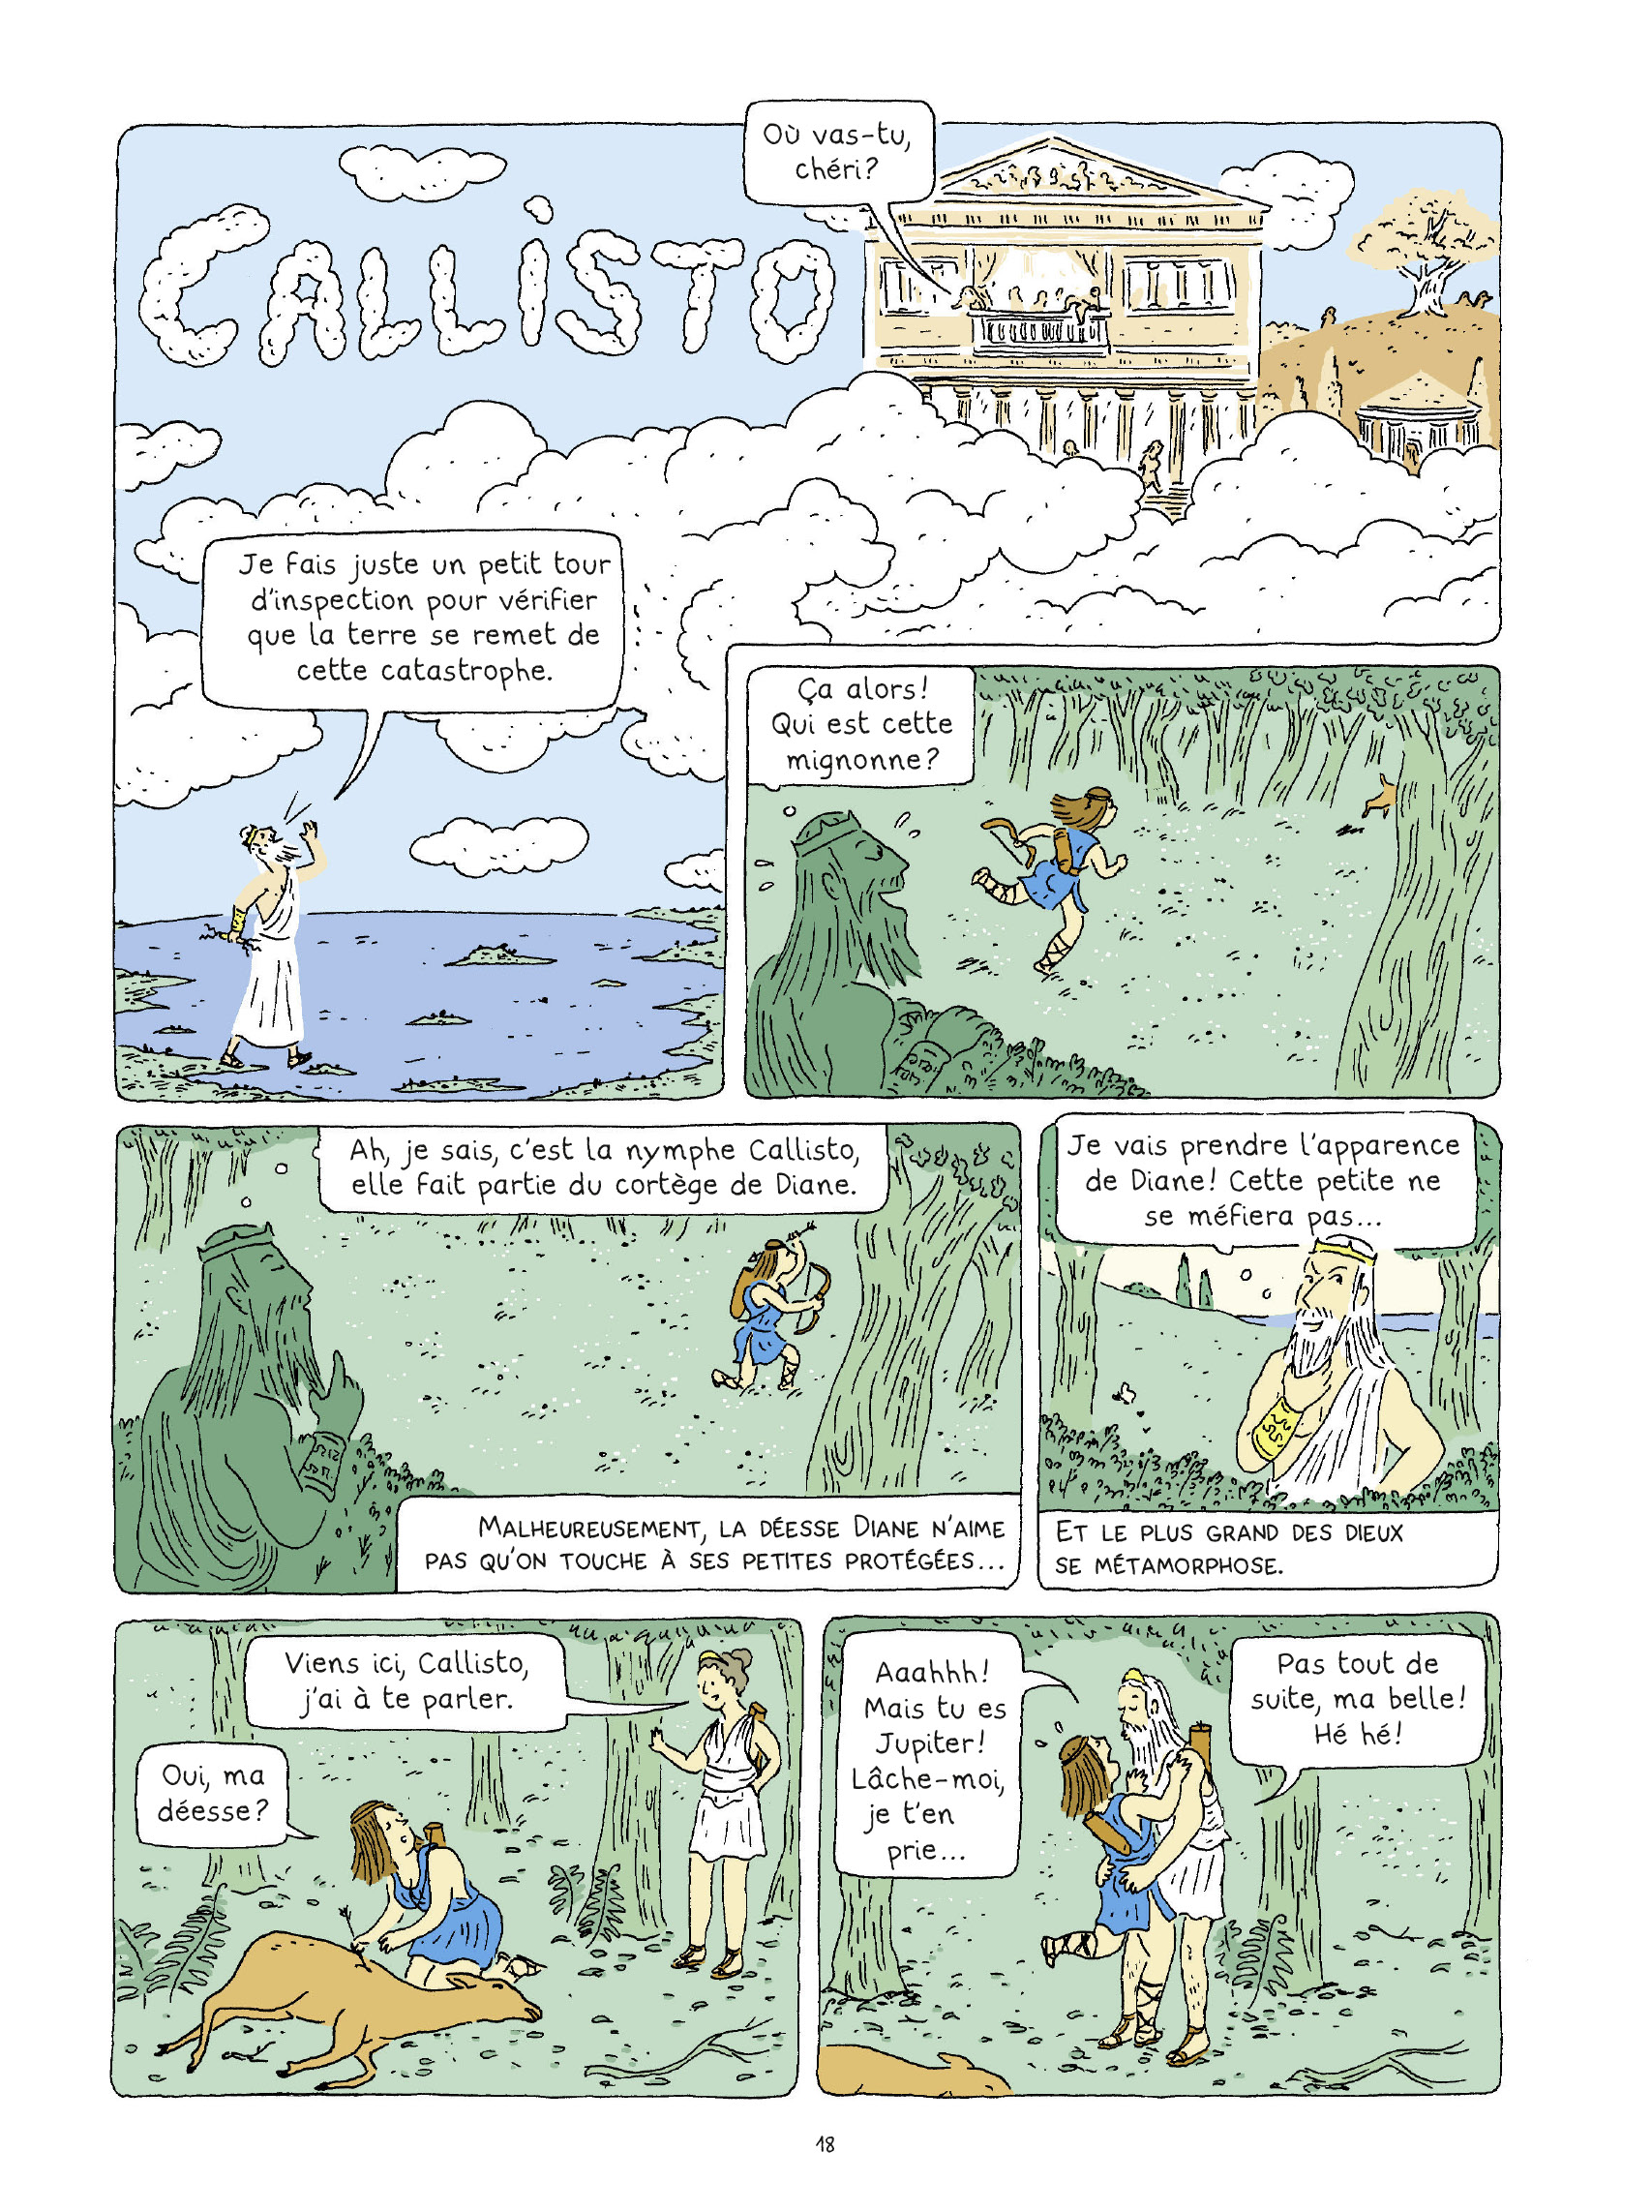 Où vas-tu,
chéri?
CALLISTO
Je fais juste un petit tour
d'inspection pour vérifier
que la terre se remet de
cette catastrophe.
Ça alors!
Qui est cette
mignonne?
Ah, je sais, c'est la nymphe Callisto,
elle fait partie du cortège de Diane.
MALHEUREUSEMENT, LA DÉESSE DIANE N'AIME
PAS QU'ON TOUCHE À SES PETITES PROTÉGÉES...
Je vais prendre l'apparence
de Diane! Cette petite ne
se méfiera pas...
ET LE PLUS GRAND DES DIEUX
SE MÉTAMORPHOSE.
Viens ici, Callisto,
j'ai à te parler.
Oui, ma
déesse?
Aaahhh!
Mais tu es
Jupiter!
Lâche-moi,
je t'en
prie...
Pas tout de
suite, ma belle!
Hé hé!
18